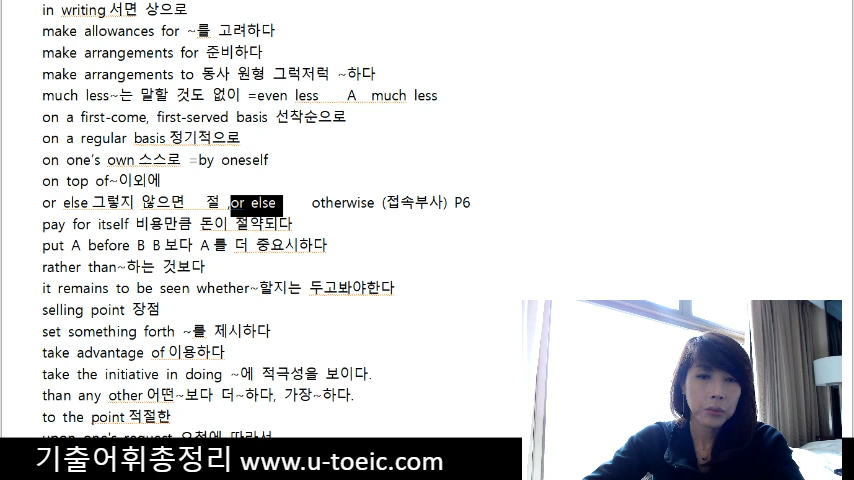 in writing 서면 상으로
make allowances for ~를 고려하다
make arrangements for 준비하다
make arrangements to 동사 원형 그럭저럭 ~하다
much less~는 말할 것도 없이 =even less A much less
on a first-come, first-served basis 선착순으로
on a regular basis 정기적으로
on one's own 스스로 =by oneself
on top of~이외에
or else 그렇지 않으면 절 ,or else otherwise (접속부사) P6
pay for itself 비용만큼 돈이 절약되다
put A before B B 보다 A 를 더 중요시하다
rather than~하는 것보다
it remains to be seen whether~할지는 두고봐야한다
selling point 장점
set something forth ~를 제시하다
take advantage of 이용하다
take the initiative in doing ~에 적극성을 보이다.
than any other 어떤~보다 더~하다, 가장~하다.
to the point 적절한
upon one's request 요청에 따라서
기출어휘총정리 www.u-toeic.com